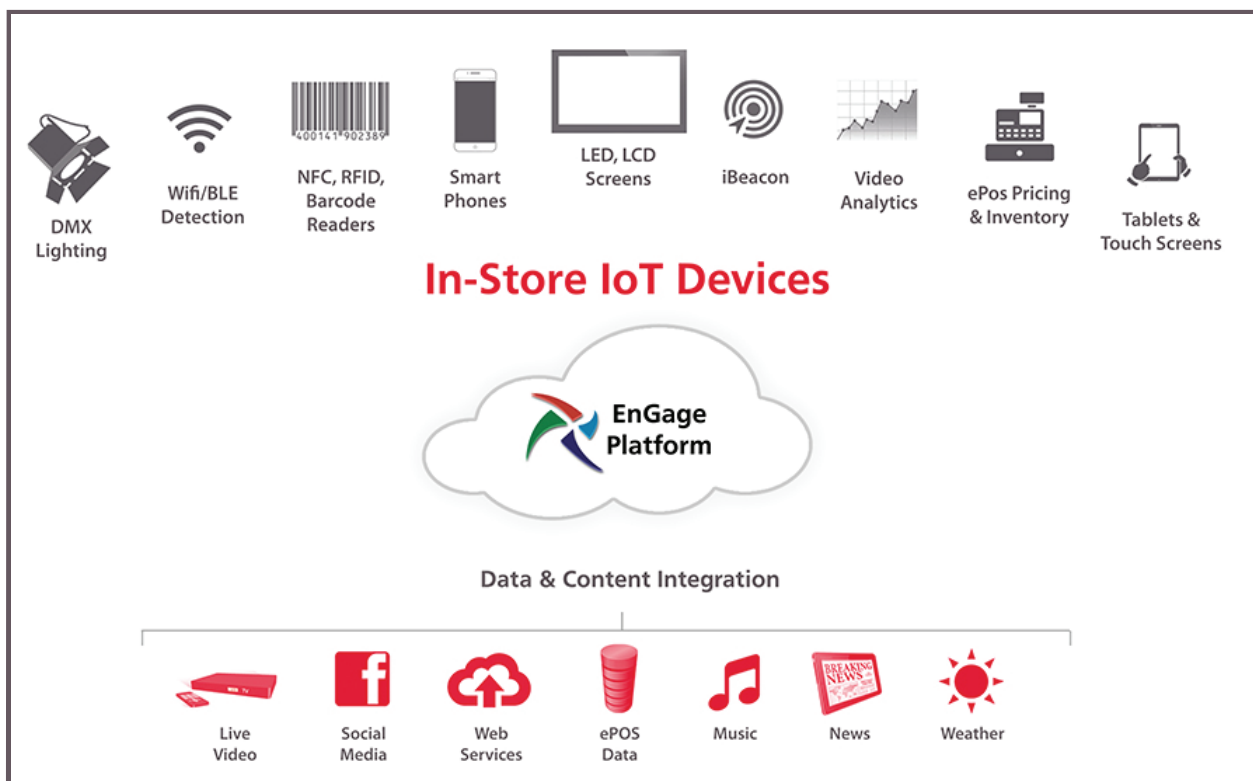 400141 902389
DMX
Lighting
Wifi/BLE
Detection
NFC, RFID,
Barcode
Readers
Smart
Phones
LED, LCD
Screens
iBeacon
Video
Analytics
ePos Pricing
& Inventory
Tablets &
Touch Screens
In-Store IoT Devices
EnGage
Platform
Data & Content Integration
TV
f
BREAKING
NEWS
Live
Video
Social
Media
Web
Services
ePOS
Data
Music
News
Weather